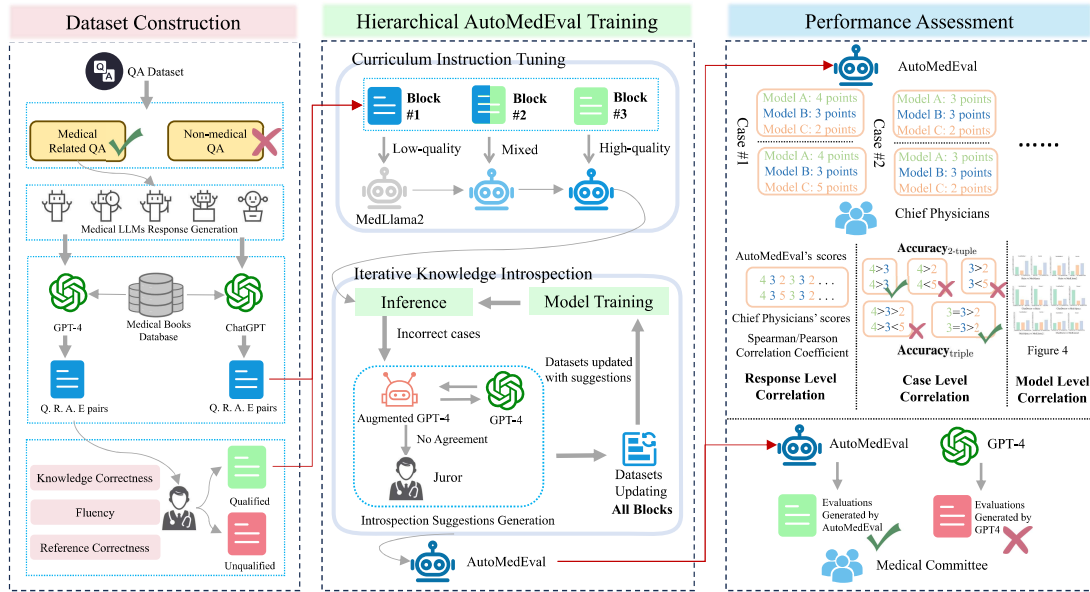 Dataset Construction
QA Dataset
Medical
Related QA
Non-medical
QA
Medical LLMs Response Generation
GPT-4
Medical Books
Database
ChatGPT
Q. R. A. E pairs
Q. R. A. E pairs
Knowledge Correctness
Fluency
Reference Correctness
Qualified
Unqualified
Hierarchical AutoMedEval Training
Curriculum Instruction Tuning
Block
#1
Block
#2
Block
#3
Low-quality
Mixed
High-quality
MedLlama2
Iterative Knowledge Introspection
Inference
Model Training
Incorrect cases
Augmented GPT-4
GPT-4
No Agreement
Juror
Datasets updated
with suggestions
Datasets
Updating
All Blocks
Introspection Suggestions Generation
AutoMedEval
Performance Assessment
AutoMedEval
Case #1
Model A: 4 points
Model B: 3 points
Model C: 2 points
Model A: 4 points
Model B: 3 points
Model C: 5 points
Case #2
Model A: 3 points
Model B: 3 points
Model C: 2 points
Model A: 3 points
Model B: 3 points
Model C: 2 points
......
Chief Physicians
AutoMedEval's scores
4 3 2 3 3 2 ...
4 3 5 3 3 2 ...
Chief Physicians' scores
Spearman/Pearson
Correlation Coefficient
Response Level
Correlation
Accuracy2-tuple
4>3
4>3
4>2
4<5
3>2
3<5
4>3>2
4>3<5
3=3>2
3=3>2
Accuracytriple
Case Level
Correlation
Figure 4
Model Level
Correlation
AutoMedEval
GPT-4
Evaluations
Generated by
AutoMedEval
Evaluations
Generated by
GPT4
Medical Committee